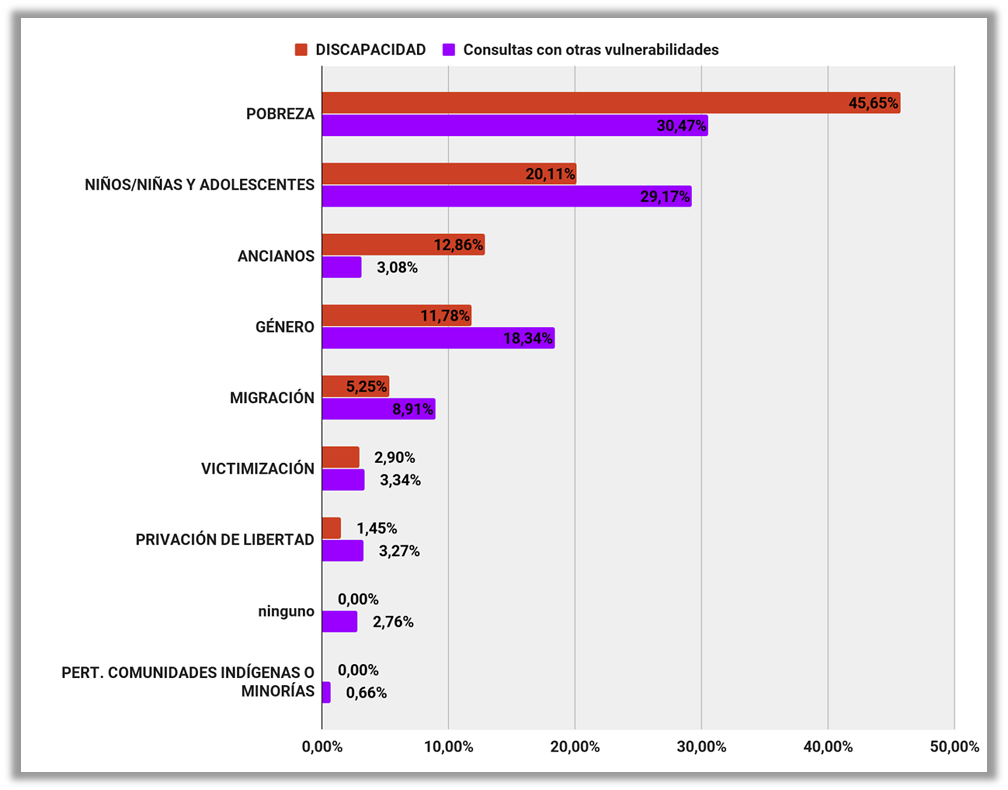 DISCAPACIDAD Consultas con otras vulnerabilidades
POBREZA
45,65%
30,47%
NIÑOS/NIÑAS Y ADOLESCENTES
20,11%
29,17%
ANCIANOS
12,86%
3,08%
GÉNERO
11,78%
18,34%
MIGRACIÓN
5,25%
8,91%
VICTIMIZACIÓN
2,90%
3,34%
PRIVACIÓN DE LIBERTAD
1,45%
3,27%
ninguno
0,00%
2,76%
PERT. COMUNIDADES INDÍGENAS O
MINORÍAS
0,00%
0,66%
0,00% 10,00% 20,00% 30,00% 40,00% 50,00%